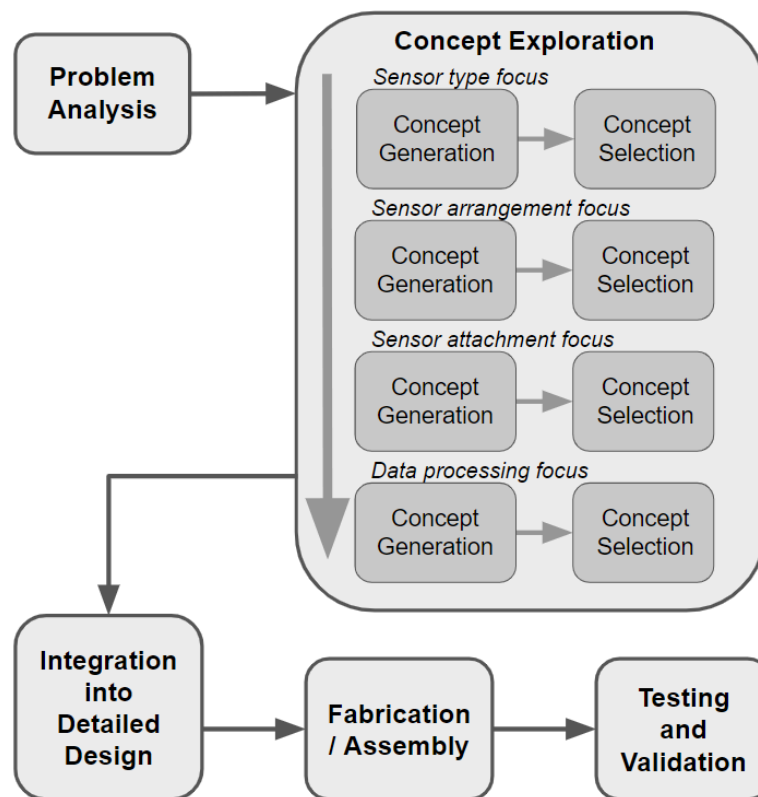 Problem
Analysis
Concept Exploration
Sensor type focus
Concept
Generation
Concept
Selection
Sensor arrangement focus
Concept
Generation
Concept
Selection
Sensor attachment focus
Concept
Generation
Concept
Selection
Data processing focus
Concept
Generation
Concept
Selection
Integration
into
Detailed
Design
Fabrication
/ Assembly
Testing
and
Validation